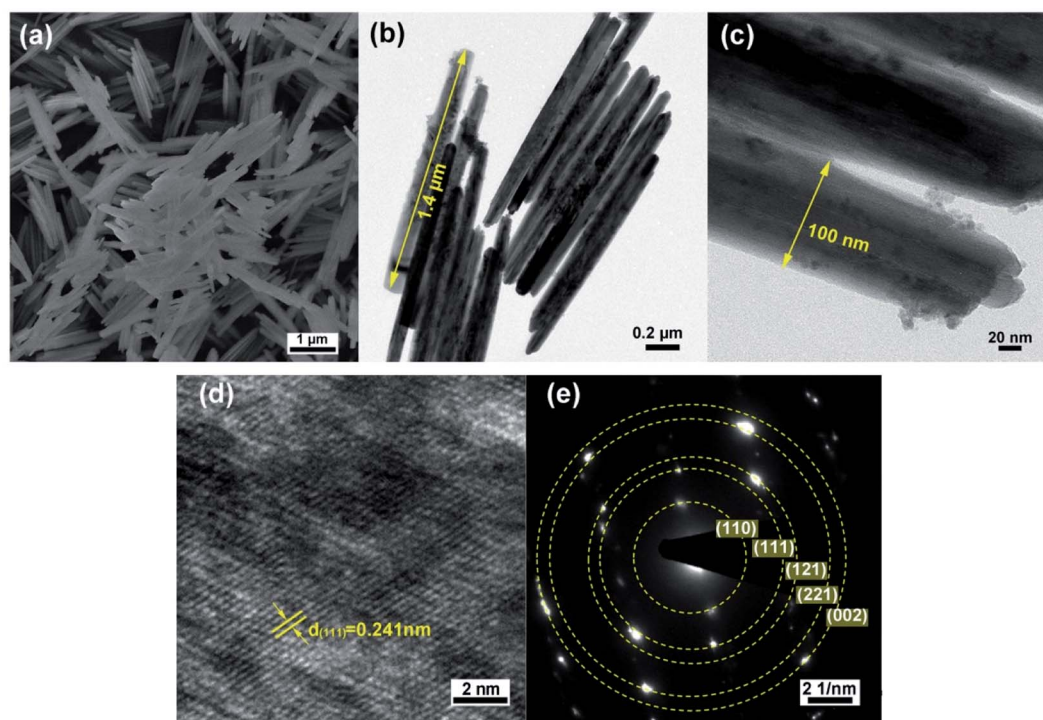 (a)
1 µm
(b)
1.4 µm
0.2 µm
(c)
100 nm
20 nm
(d)
d(111)=0.241nm
2 nm
(e)
(110)
(111)
(121)
(221)
(002)
2 1/nm